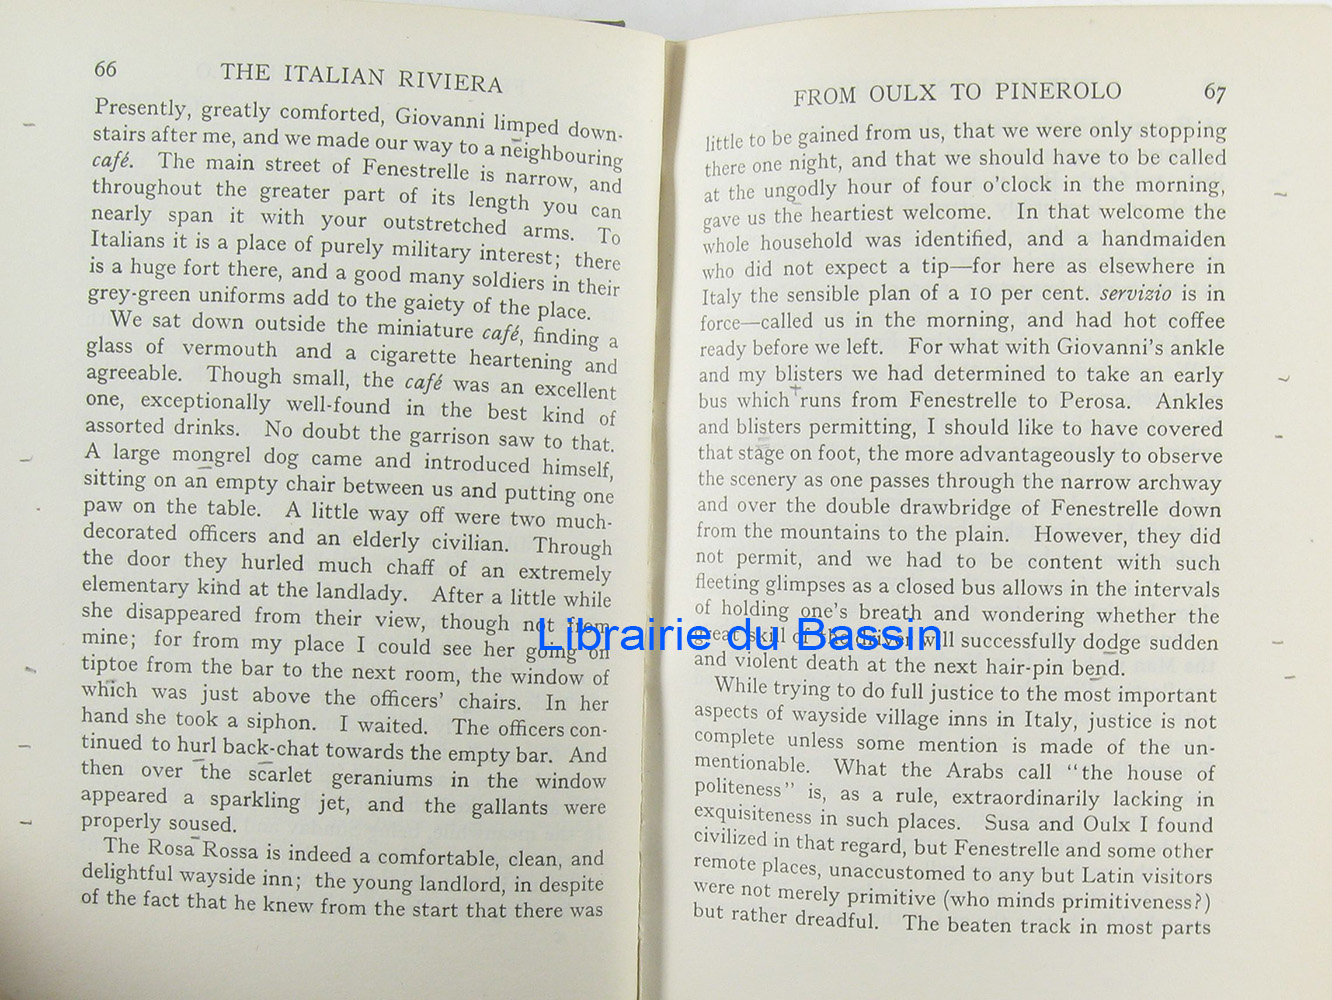 66
THE ITALIAN RIVIERA
Presently, greatly comforted, Giovanni limped down-
stairs after me, and we made our way to a neighbouring
café. The main street of Fenestrelle is narrow, and
throughout the greater part of its length you can
nearly span it with your outstretched arms. To
Italians it is a place of purely military interest; there
is a huge fort there, and a good many soldiers in their
grey-green uniforms add to the gaiety of the place.
We sat down outside the miniature café, finding a
glass of vermouth and a cigarette heartening and
agreeable. Though small, the café was an excellent
one, exceptionally well-found in the best kind of
assorted drinks. No doubt the garrison saw to that.
A large mongrel dog came and introduced himself,
sitting on an empty chair between us and putting one
paw on the table. A little way off were two much-
decorated officers and an elderly civilian. Through
the door they hurled much chaff of an extremely
elementary kind at the landlady. After a little while
she disappeared from their view, though not from
mine; for from my place I could see her going on
tiptoe from the bar to the next room, the window of
which was just above the officers' chairs. In her
hand she took a siphon. I waited. The officers con-
tinued to hurl back-chat towards the empty bar. And
then over the scarlet geraniums in the window
appeared a sparkling jet, and the gallants were
properly soused.
The Rosa Rossa is indeed a comfortable, clean, and
delightful wayside inn; the young landlord, in despite
of the fact that he knew from the start that there was
FROM OULX TO PINEROLO
67
little to be gained from us, that we were only stopping
there one night, and that we should have to be called
at the ungodly hour of four o'clock in the morning,
gave us the heartiest welcome. In that welcome the
whole household was identified, and a handmaiden
who did not expect a tip—for here as elsewhere in
Italy the sensible plan of a 10 per cent. servizio is in
force—called us in the morning, and had hot coffee
ready before we left. For what with Giovanni's ankle
and my blisters we had determined to take an early
bus which runs from Fenestrelle to Perosa. Ankles
and blisters permitting, I should like to have covered
that stage on foot, the more advantageously to observe
the scenery as one passes through the narrow archway
and over the double drawbridge of Fenestrelle down
from the mountains to the plain. However, they did
not permit, and we had to be content with such
fleeting glimpses as a closed bus allows in the intervals
of holding one's breath and wondering whether the
great skill of the driver will successfully dodge sudden
and violent death at the next hair-pin bend.
While trying to do full justice to the most important
aspects of wayside village inns in Italy, justice is not
complete unless some mention is made of the un-
mentionable. What the Arabs call "the house of
politeness" is, as a rule, extraordinarily lacking in
exquisiteness in such places. Susa and Oulx I found
civilized in that regard, but Fenestrelle and some other
remote places, unaccustomed to any but Latin visitors
were not merely primitive (who minds primitiveness?)
but rather dreadful. The beaten track in most parts
Librairie du Bassin